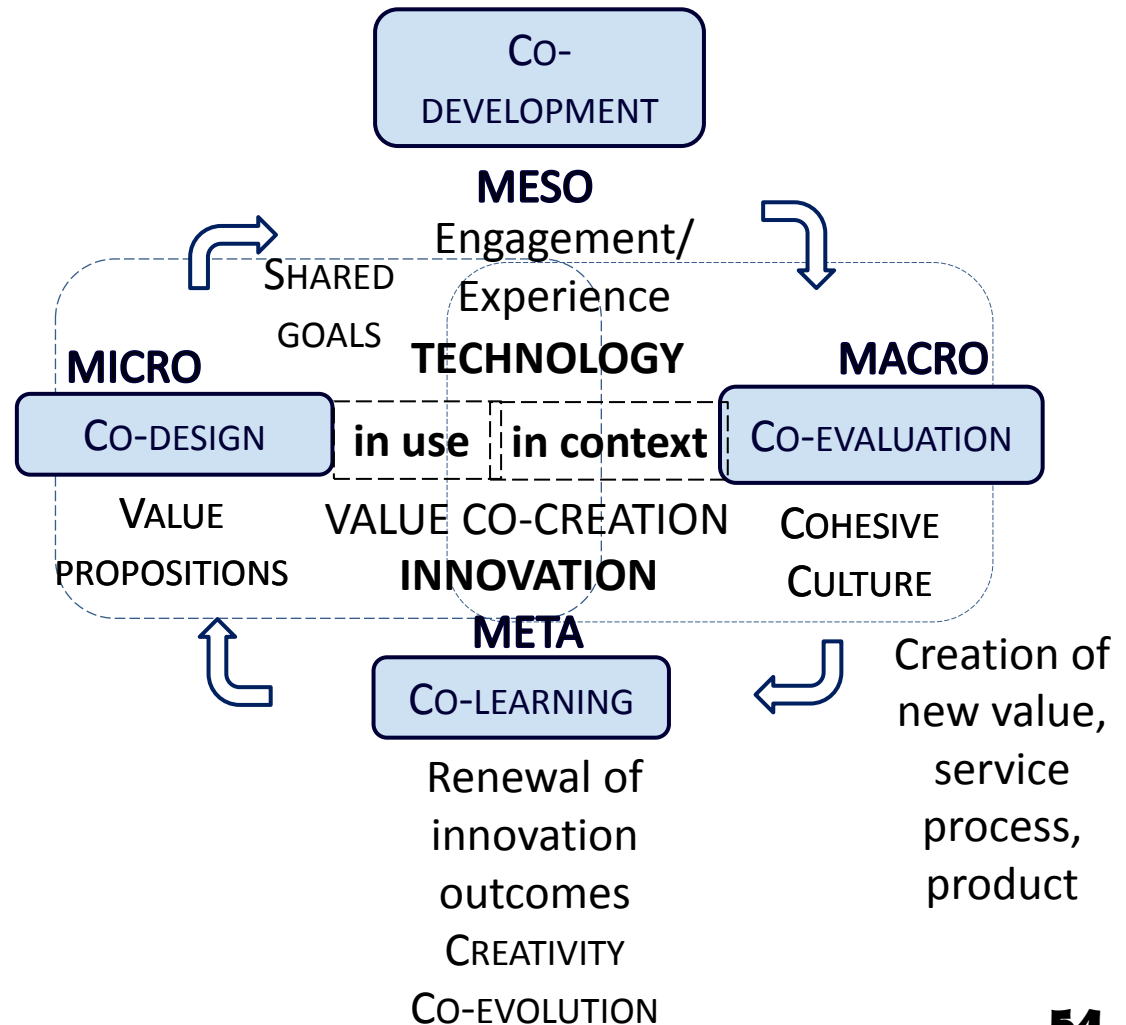 CO-
DEVELOPMENT
MESO
Engagement/
Experience
SHARED
GOALS
TECHNOLOGY
MICRO
MACRO
CO-DESIGN
in use
in context
CO-EVALUATION
VALUE
PROPOSITIONS
VALUE CO-CREATION
INNOVATION
COHESIVE
CULTURE
META
CO-LEARNING
Creation of
new value,
service
process,
product
Renewal of
innovation
outcomes
CREATIVITY
CO-EVOLUTION